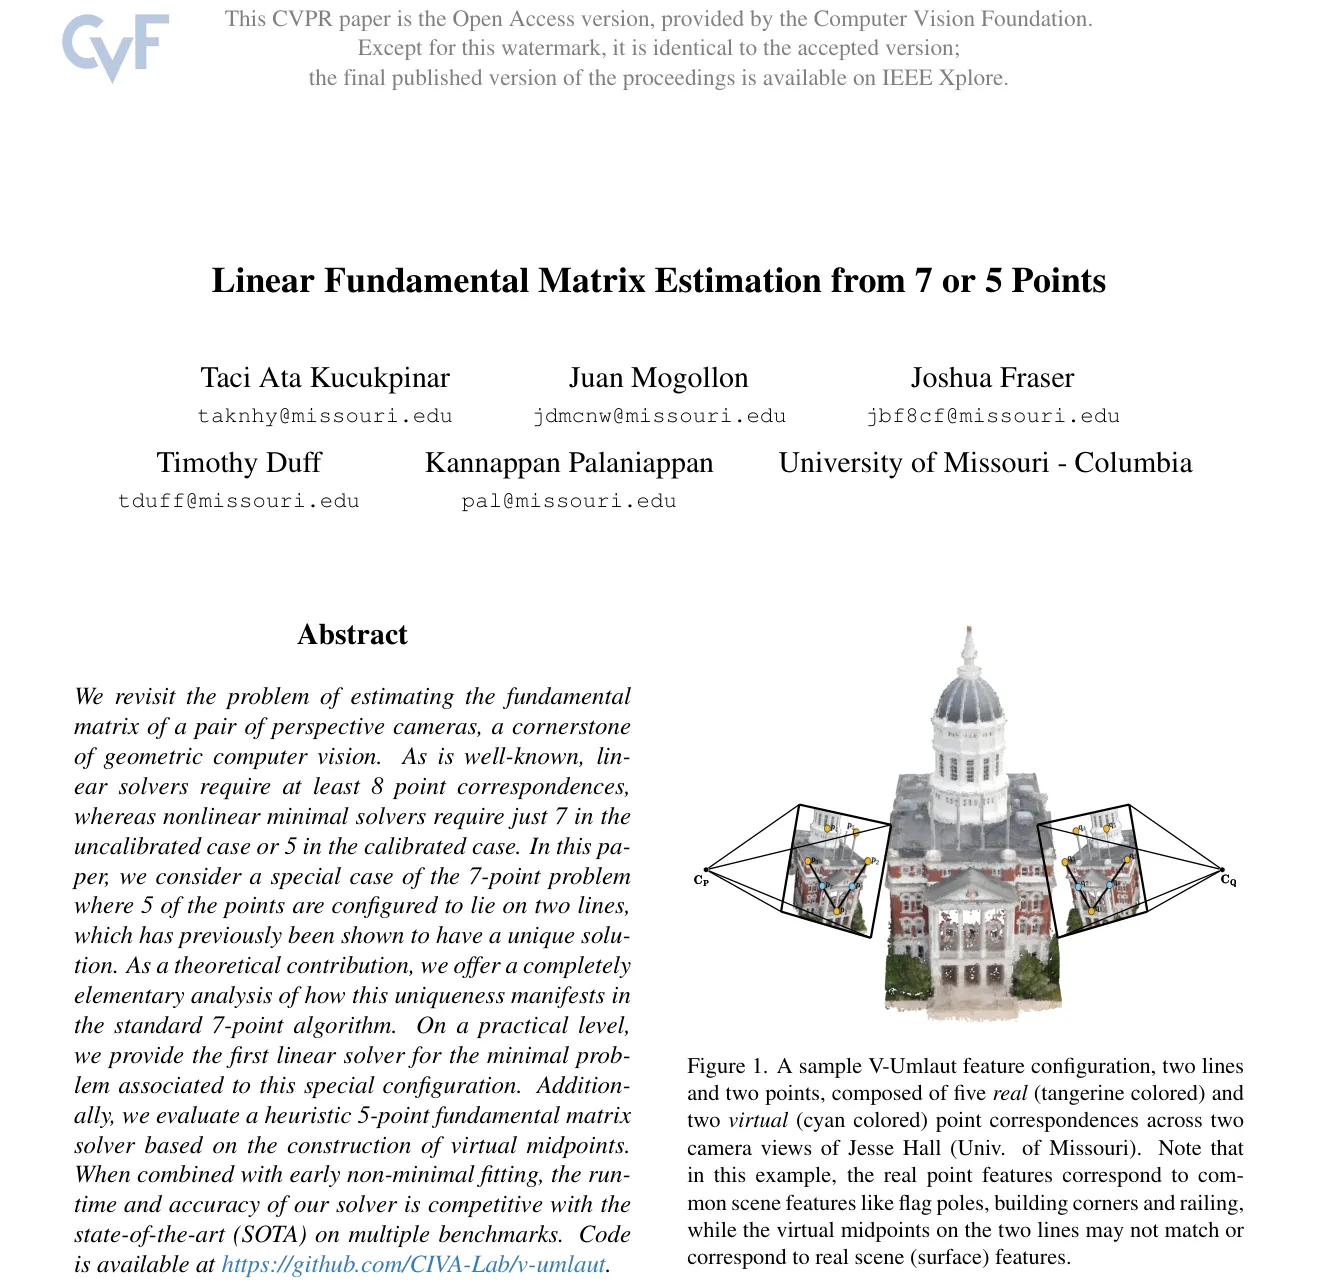 CVF
This CVPR paper is the Open Access version, provided by the Computer Vision Foundation.
Except for this watermark, it is identical to the accepted version;
the final published version of the proceedings is available on IEEE Xplore.
Linear Fundamental Matrix Estimation from 7 or 5 Points
Taci Ata Kucukpinar Juan Mogollon Joshua Fraser
taknhy@missouri.edu jdmcnw@missouri.edu jbf8cf@missouri.edu
Timothy Duff Kannappan Palaniappan University of Missouri - Columbia
tduff@missouri.edu pal@missouri.edu
Abstract
We revisit the problem of estimating the fundamental
matrix of a pair of perspective cameras, a cornerstone
of geometric computer vision. As is well-known, lin-
ear solvers require at least 8 point correspondences,
whereas nonlinear minimal solvers require just 7 in the
uncalibrated case or 5 in the calibrated case. In this pa-
per, we consider a special case of the 7-point problem
where 5 of the points are configured to lie on two lines,
which has previously been shown to have a unique solu-
tion. As a theoretical contribution, we offer a completely
elementary analysis of how this uniqueness manifests in
the standard 7-point algorithm. On a practical level,
we provide the first linear solver for the minimal prob-
lem associated to this special configuration. Addition-
ally, we evaluate a heuristic 5-point fundamental matrix
solver based on the construction of virtual midpoints.
When combined with early non-minimal fitting, the run-
time and accuracy of our solver is competitive with the
state-of-the-art (SOTA) on multiple benchmarks. Code
is available at https://github.com/CIVA-Lab/v-umlaut.
C_P
C_Q
Figure 1. A sample V-Umlaut feature configuration, two lines
and two points, composed of five real (tangerine colored) and
two virtual (cyan colored) point correspondences across two
camera views of Jesse Hall (Univ. of Missouri). Note that
in this example, the real point features correspond to com-
mon scene features like flag poles, building corners and railing,
while the virtual midpoints on the two lines may not match or
correspond to real scene (surface) features.